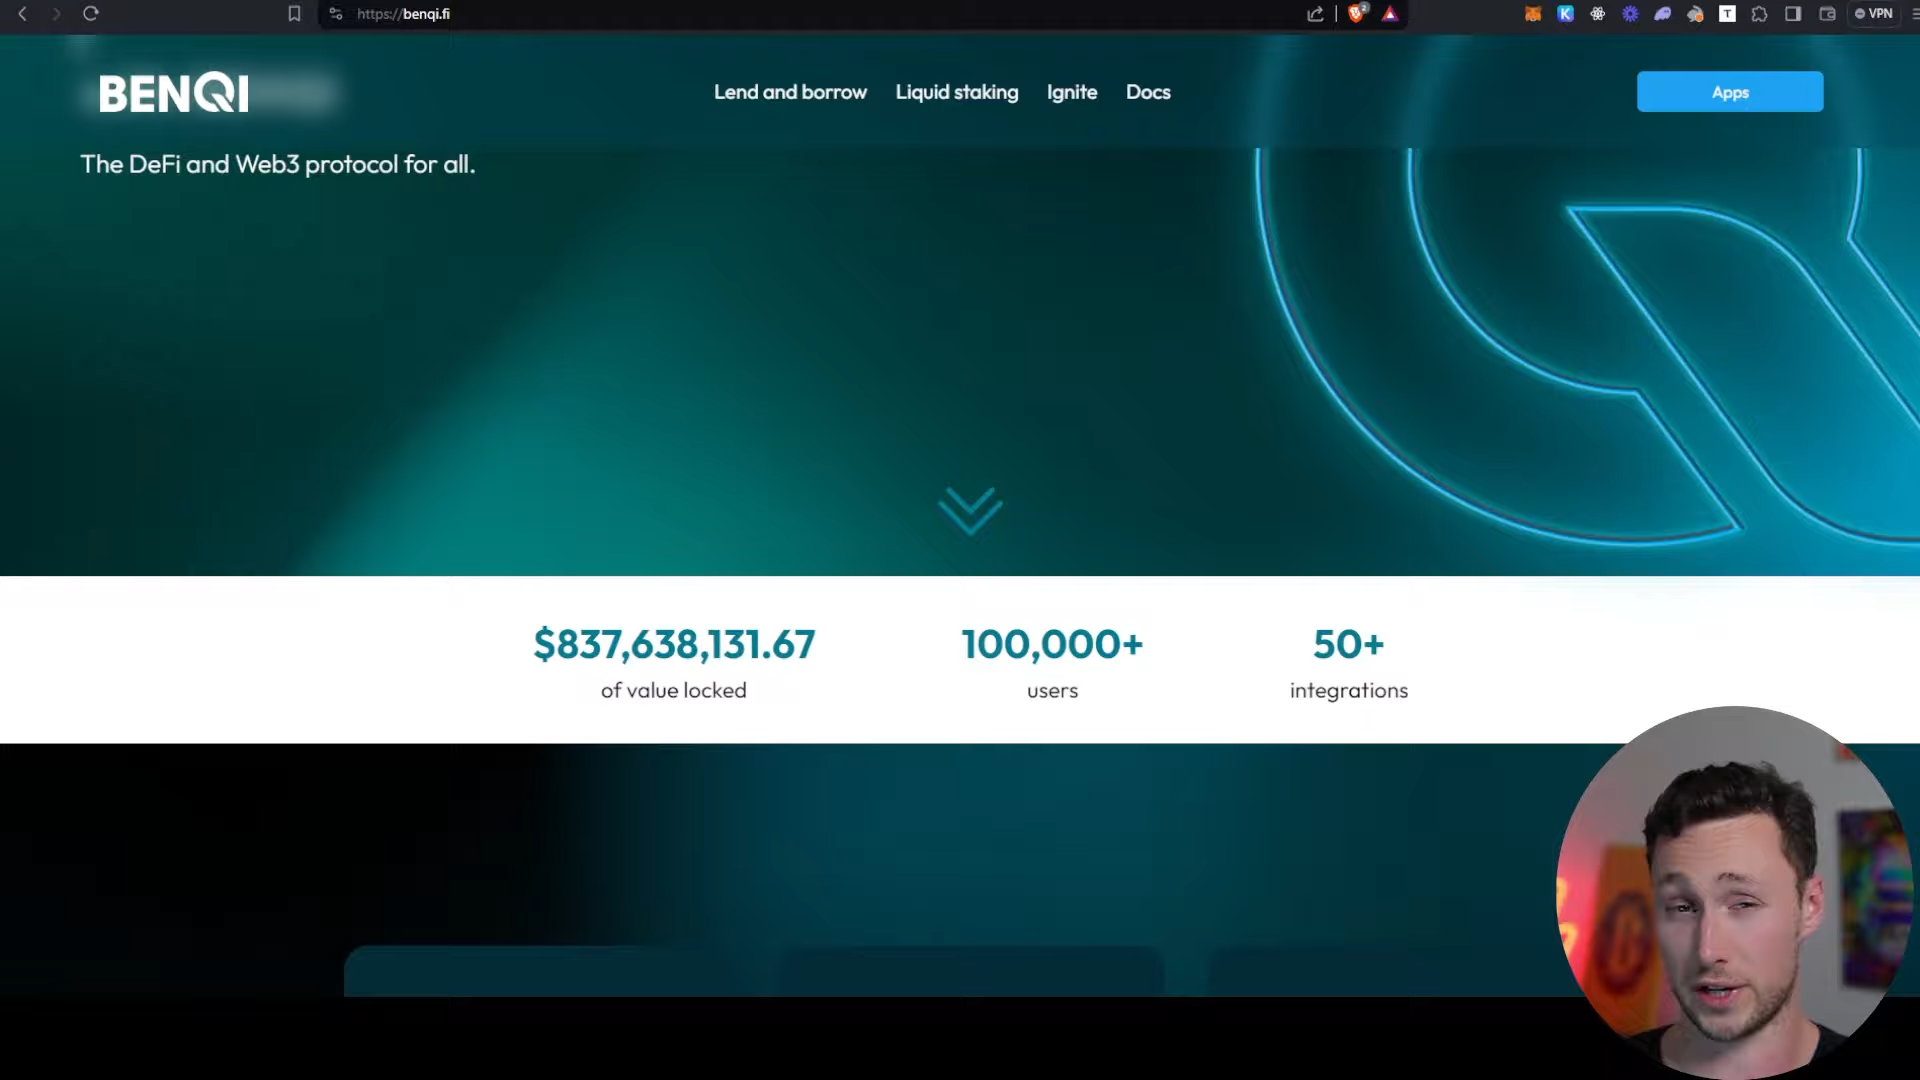 https://benqi.fi
2
K
T
VPN
BENQI
Lend and borrow
Liquid staking
Ignite
Docs
Apps
The DeFi and Web3 protocol for all.
$837,638,131.67
100,000+
50+
of value locked
users
integrations